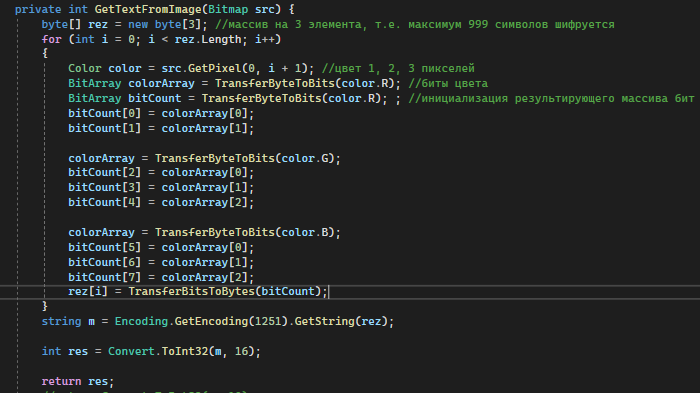 private int GetTextFromImage(Bitmap src) {
byte[] rez = new byte[3]; //массив на 3 элемента, т.е. максимум 999 символов шифруется
for (int i = 0; i < rez.Length; i++)
{
Color color = src.GetPixel(0, i + 1); //цвет 1, 2, 3 пикселей
BitArray colorArray = TransferByteToBits(color.R); //биты цвета
BitArray bitCount = TransferByteToBits(color.R); ; //инициализация результирующего массива бит
bitCount[0] = colorArray[0];
bitCount[1] = colorArray[1];
colorArray = TransferByteToBits(color.G);
bitCount[2] = colorArray[0];
bitCount[3] = colorArray[1];
bitCount[4] = colorArray[2];
colorArray = TransferByteToBits(color.B);
bitCount[5] = colorArray[0];
bitCount[6] = colorArray[1];
bitCount[7] = colorArray[2];
rez[i] = TransferBitsToBytes(bitCount);
}
string m = Encoding.GetEncoding(1251).GetString(rez);
int res = Convert.ToInt32(m, 16);
return res;